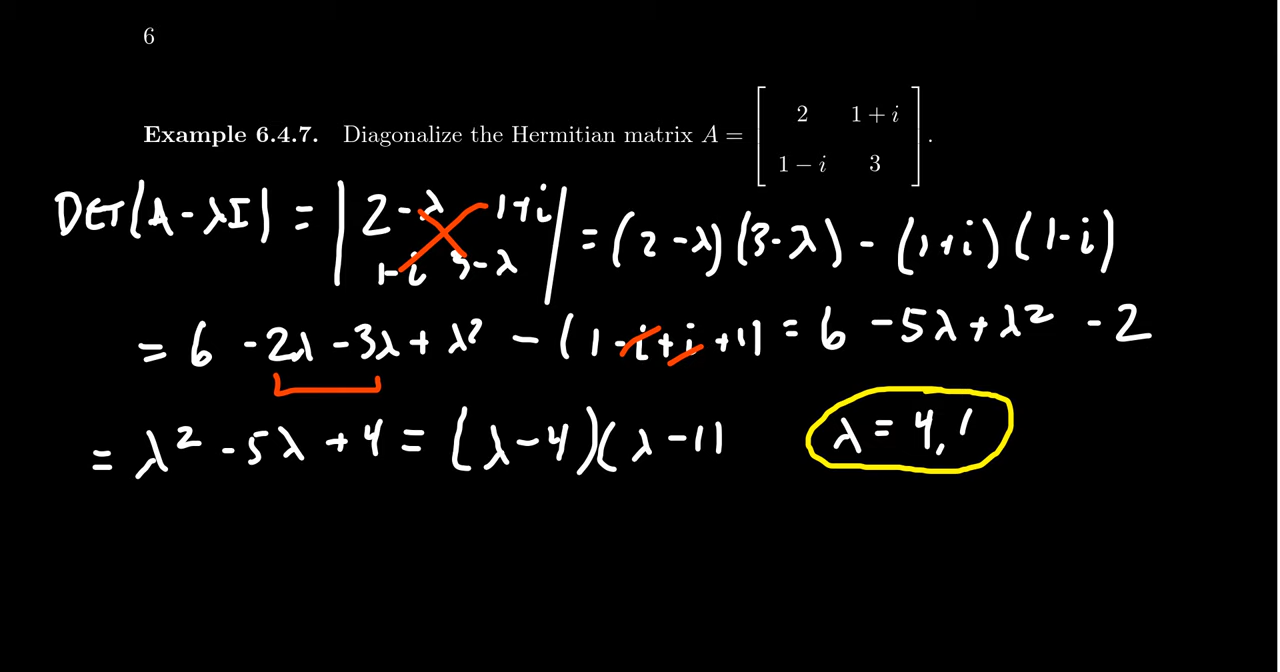 6
Example 6.4.7. Diagonalize the Hermitian matrix A = [ 2 1 + i ; 1 − i 3 ].
DET(A - λI) = | 2 - λ 1+i ; 1-i 3-λ | = (2 - λ)(3 - λ) - (1+i)(1-i)
= 6 - 2λ - 3λ + λ² - (1 - i + i + 1) = 6 - 5λ + λ² - 2
= λ² - 5λ + 4 = (λ - 4)(λ - 1) λ = 4, 1